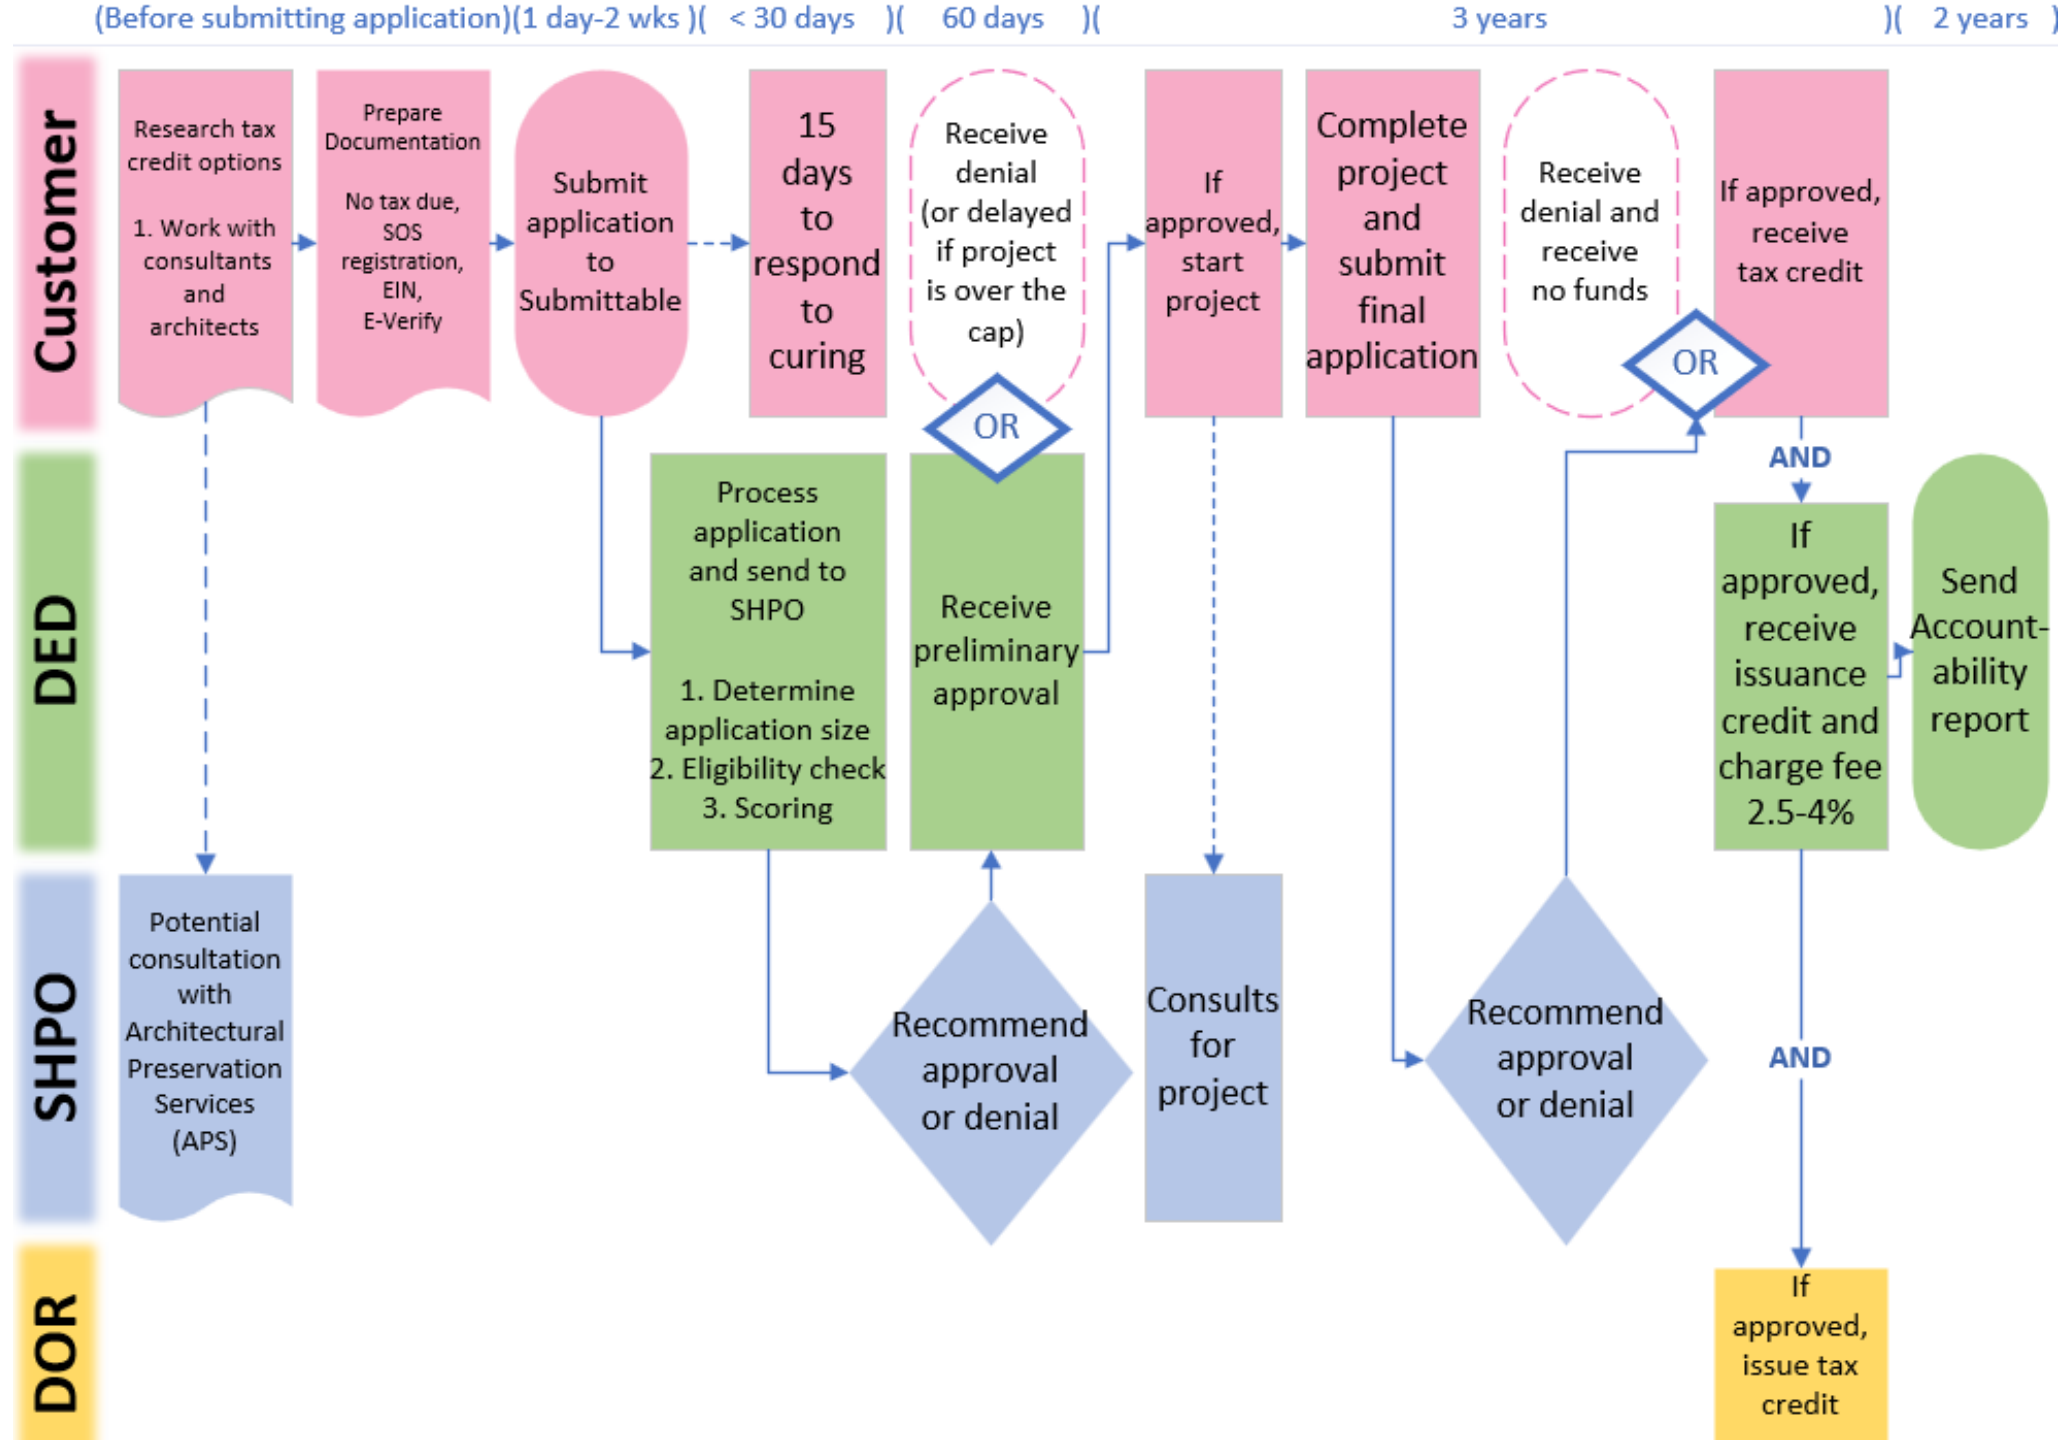 (Before submitting application)(1 day-2 wks )( < 30 days )( 60 days )( 3 years )( 2 years )
Customer
Research tax
credit options
1. Work with
consultants
and
architects
Prepare
Documentation
No tax due,
SOS
registration,
EIN,
E-Verify
Submit
application
to
Submittable
15
days
to
respond
to
curing
Receive
denial
(or delayed
if project
is over the
cap)
OR
If
approved,
start
project
Complete
project
and
submit
final
application
Receive
denial and
receive
no funds
OR
If approved,
receive
tax credit
AND
DED
Process
application
and send to
SHPO
1. Determine
application size
2. Eligibility check
3. Scoring
Receive
preliminary
approval
If
approved,
receive
issuance
credit and
charge fee
2.5-4%
Send
Account-
ability
report
SHPO
Potential
consultation
with
Architectural
Preservation
Services
(APS)
Recommend
approval
or denial
Consults
for
project
Recommend
approval
or denial
AND
DOR
If
approved,
issue tax
credit